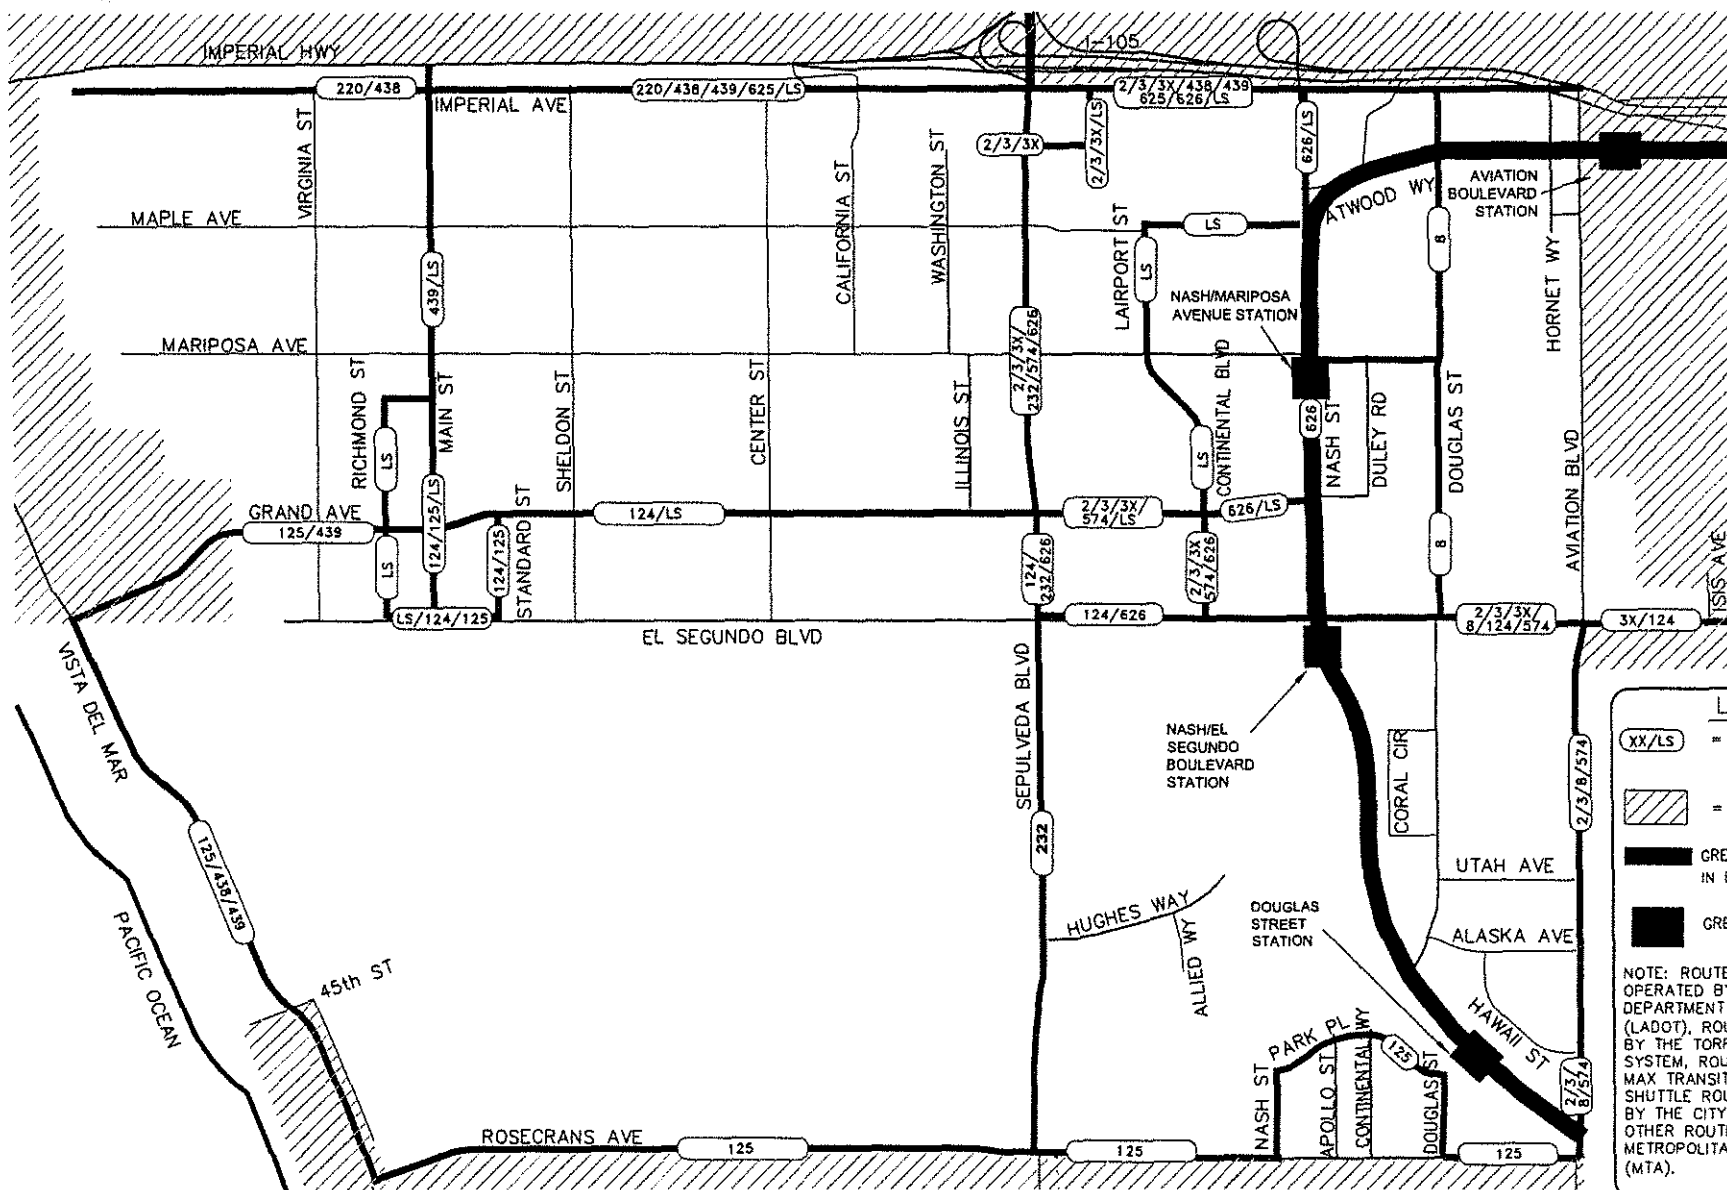 IMPERIAL HWY
I-105
220/438
IMPERIAL AVE
220/438/439/625/LS
2/3/3X/438/439
625/626/LS
2/3/3X
2/3/3X/LS
626/LS
VIRGINIA ST
CALIFORNIA ST
WASHINGTON ST
ATWOOD WY
AVIATION
BOULEVARD
STATION
MAPLE AVE
LAIRPORT ST
LS
LS
8
HORNET WY
439/LS
NASH/MARIPOSA
AVENUE STATION
MARIPOSA AVE
2/3/3X/
232/574/626
RICHMOND ST
MAIN ST
SHELDON ST
CENTER ST
ILLINOIS ST
CONTINENTAL BLVD
626
NASH ST
DULEY RD
DOUGLAS ST
AVIATION BLVD
LS
LS
GRAND AVE
125/439
124/125/LS
124/LS
2/3/3X/
574/LS
626/LS
LS
124/125
STANDARD ST
124/
232/626
2/3/3X
574/626
8
ISIS AVE
LS/124/125
EL SEGUNDO BLVD
124/626
2/3/3X/
8/124/574
3X/124
VISTA DEL MAR
SEPULVEDA BLVD
NASH/EL
SEGUNDO
BOULEVARD
STATION
CORAL CIR
2/3/8/574
XX/LS
=
=
125/438/439
232
UTAH AVE
GRE
IN
PACIFIC OCEAN
HUGHES WAY
ALLIED WY
DOUGLAS
STREET
STATION
ALASKA AVE
GRE
45th ST
HAWAII ST
PARK PL
125
NASH ST
APOLLO ST
CONTINENTAL WY
DOUGLAS ST
2/3/
8/574
ROSECRANS AVE
125
125
125
NOTE: ROUTE
OPERATED BY
DEPARTMENT
(LADOT), ROU
BY THE TORR
SYSTEM, ROU
MAX TRANSIT
SHUTTLE ROU
BY THE CITY
OTHER ROUTE
METROPOLITA
(MTA).